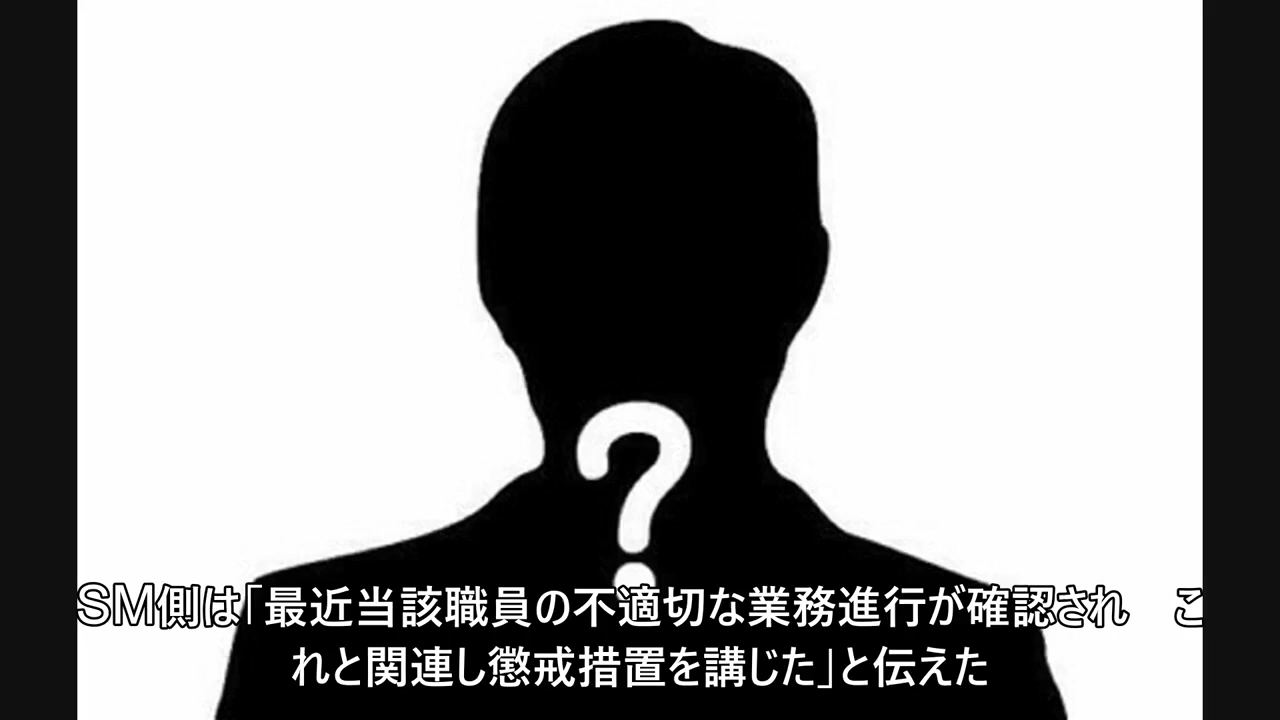 ?
SM側は「最近当該職員の不適切な業務進行が確認され　こ
れと関連し懲戒措置を講じた」と伝えた